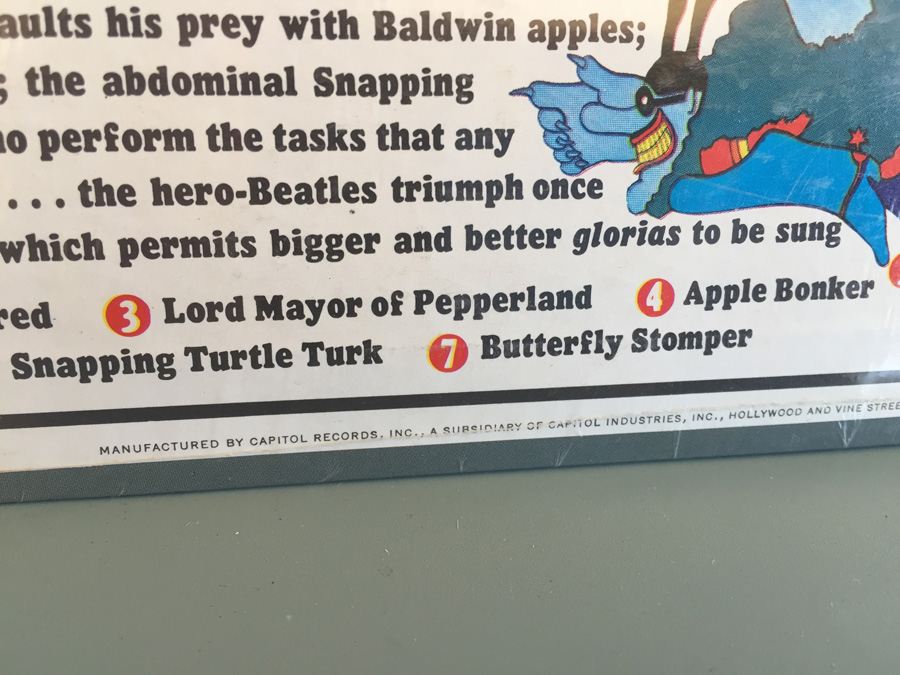 aults his prey with Baldwin apples;
; the abdominal Snapping
o perform the tasks that any
... the hero-Beatles triumph once
which permits bigger and better glorias to be sung
red 3 Lord Mayor of Pepperland 4 Apple Bonker
Snapping Turtle Turk 7 Butterfly Stomper
MANUFACTURED BY CAPITOL RECORDS, INC., A SUBSIDIARY OF CAPITOL INDUSTRIES, INC., HOLLYWOOD AND VINE STREE